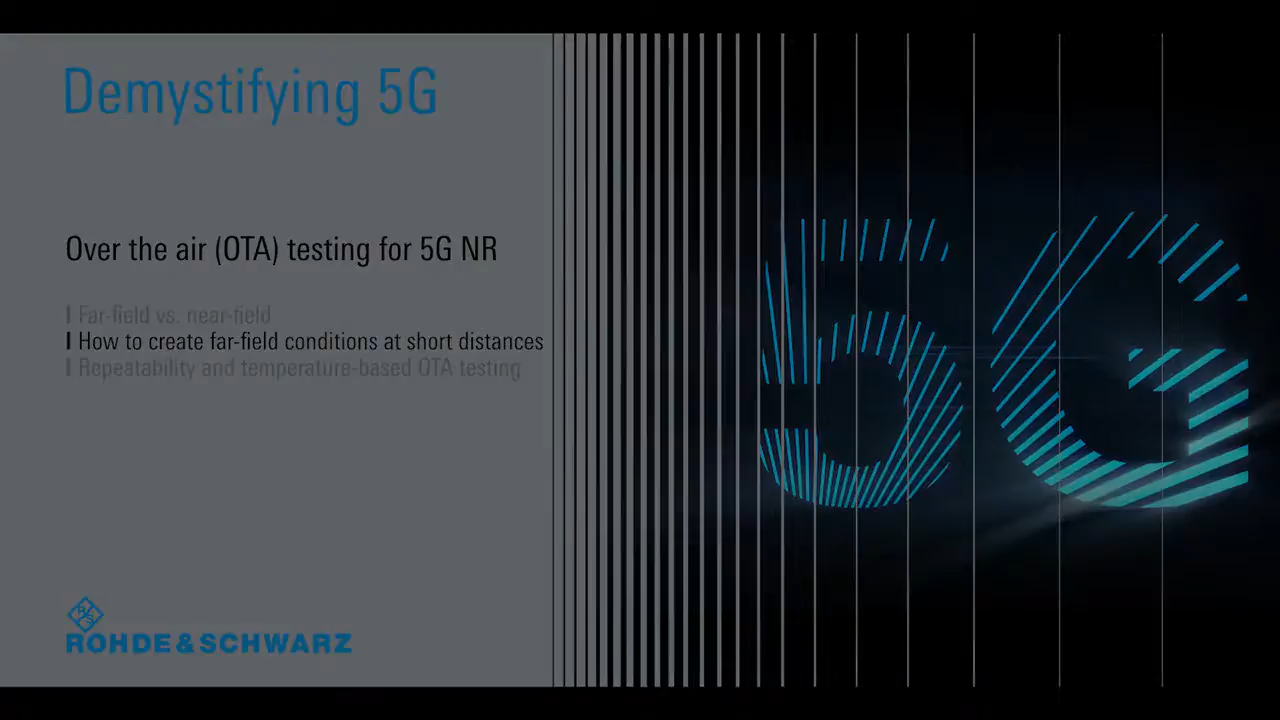 Demystifying 5G
Over the air (OTA) testing for 5G NR
I Far-field vs. near-field
I How to create far-field conditions at short distances
I Repeatability and temperature-based OTA testing
5G
R/S
ROHDE&SCHWARZ